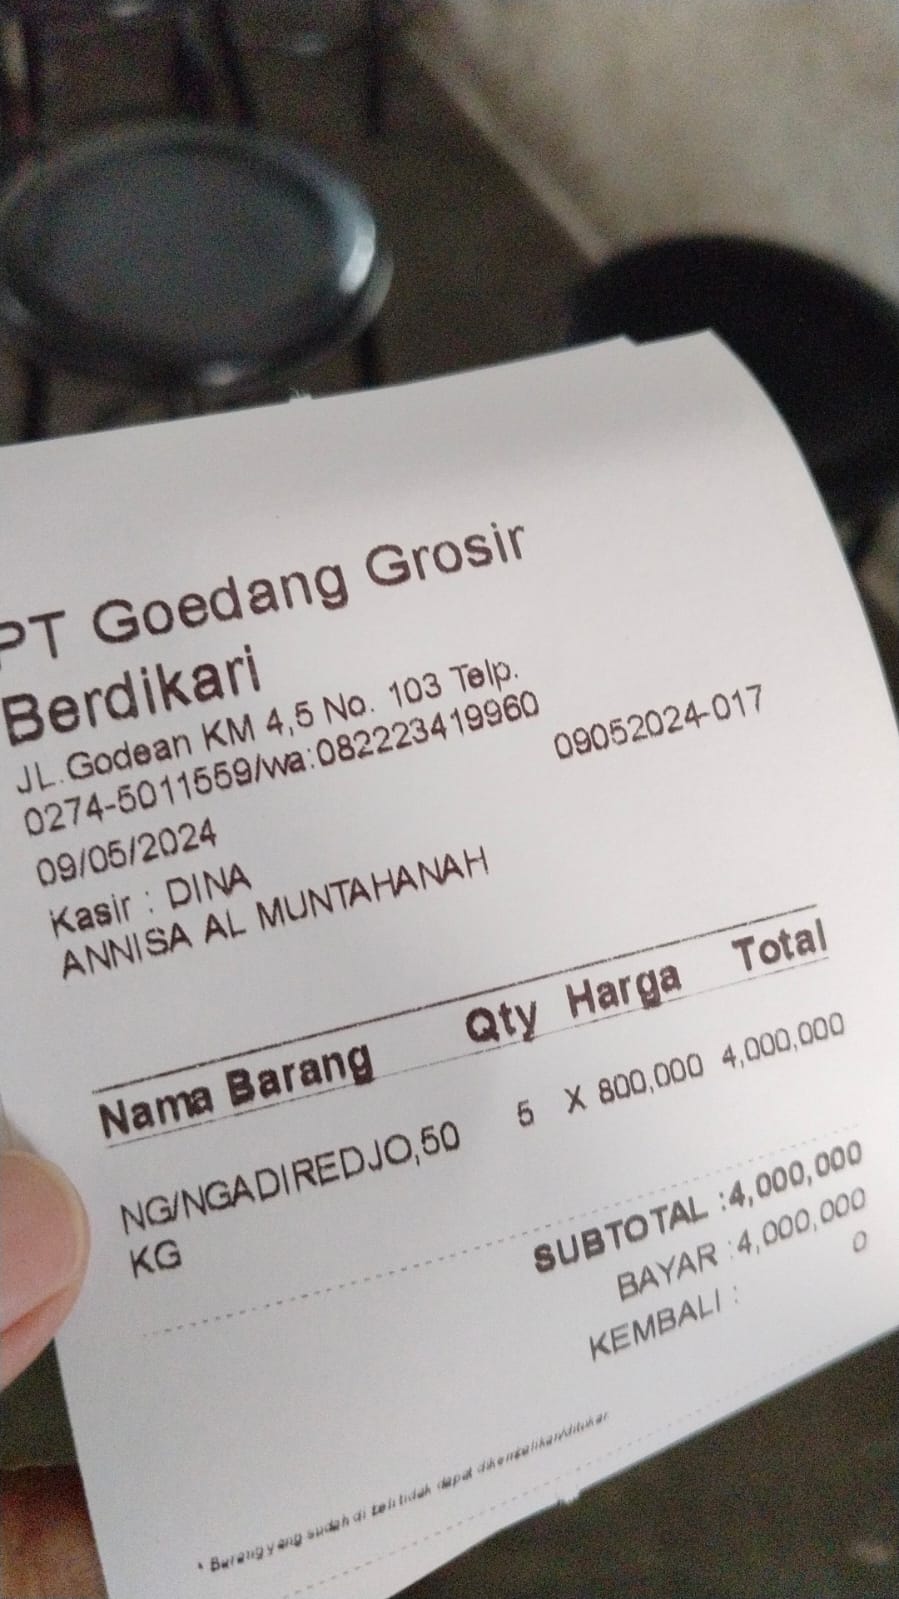 PT Goedang Grosir
Berdikari
JL.Godean KM 4,5 No. 103 Telp.
0274-5011559/wa:082223419960
09/05/2024 09052024-017
Kasir : DINA
ANNISA AL MUNTAHANAH
Nama Barang Qty Harga Total
NG/NGADIREDJO,50 5 X 800,000 4,000,000
KG
SUBTOTAL :4,000,000
BAYAR :4,000,000
KEMBALI : 0
* Barang yang sudah di beli tidak dapat dikembalikan/ditukar